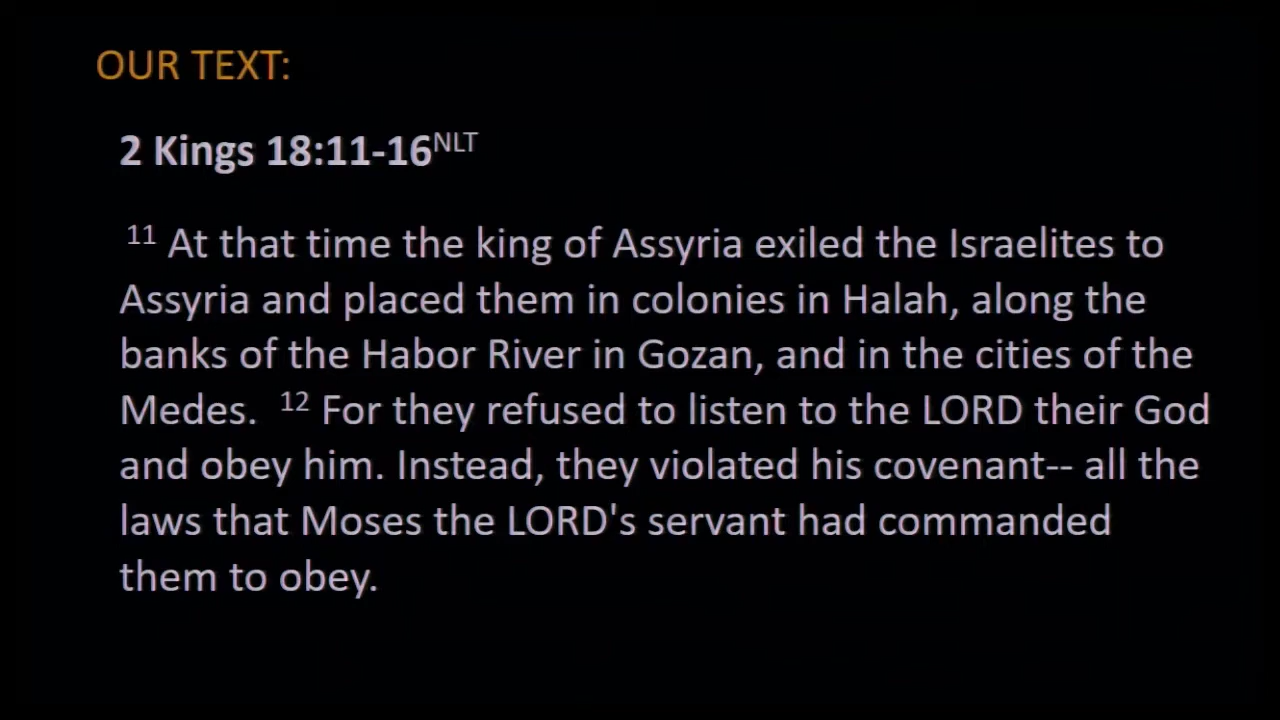 OUR TEXT:
2 Kings 18:11-16NLT
11 At that time the king of Assyria exiled the Israelites to
Assyria and placed them in colonies in Halah, along the
banks of the Habor River in Gozan, and in the cities of the
Medes.  12 For they refused to listen to the LORD their God
and obey him. Instead, they violated his covenant-- all the
laws that Moses the LORD's servant had commanded
them to obey.